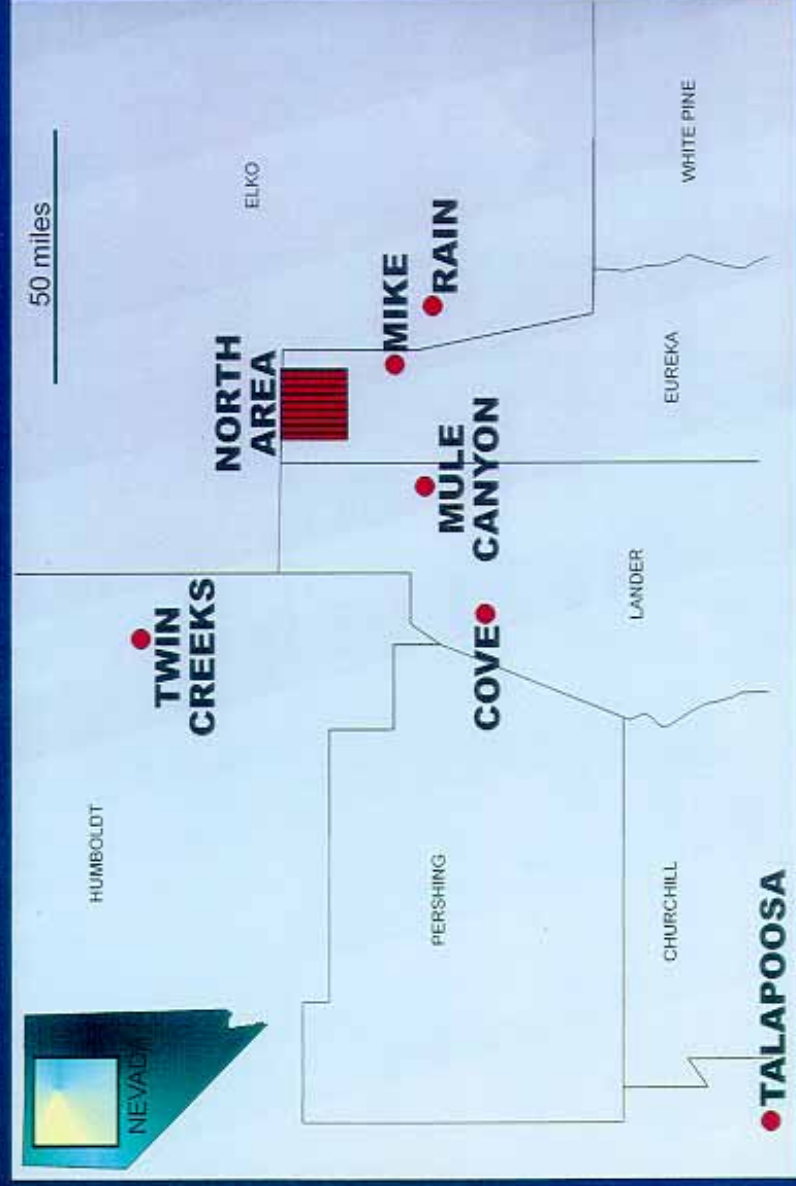 50 miles
HUMBOLDT
ELKO
NEVADA
TWIN
CREEKS
NORTH
AREA
MIKE
RAIN
PERSHING
MULE
CANYON
COVE
LANDER
EUREKA
WHITE PINE
CHURCHILL
TALAPOOSA